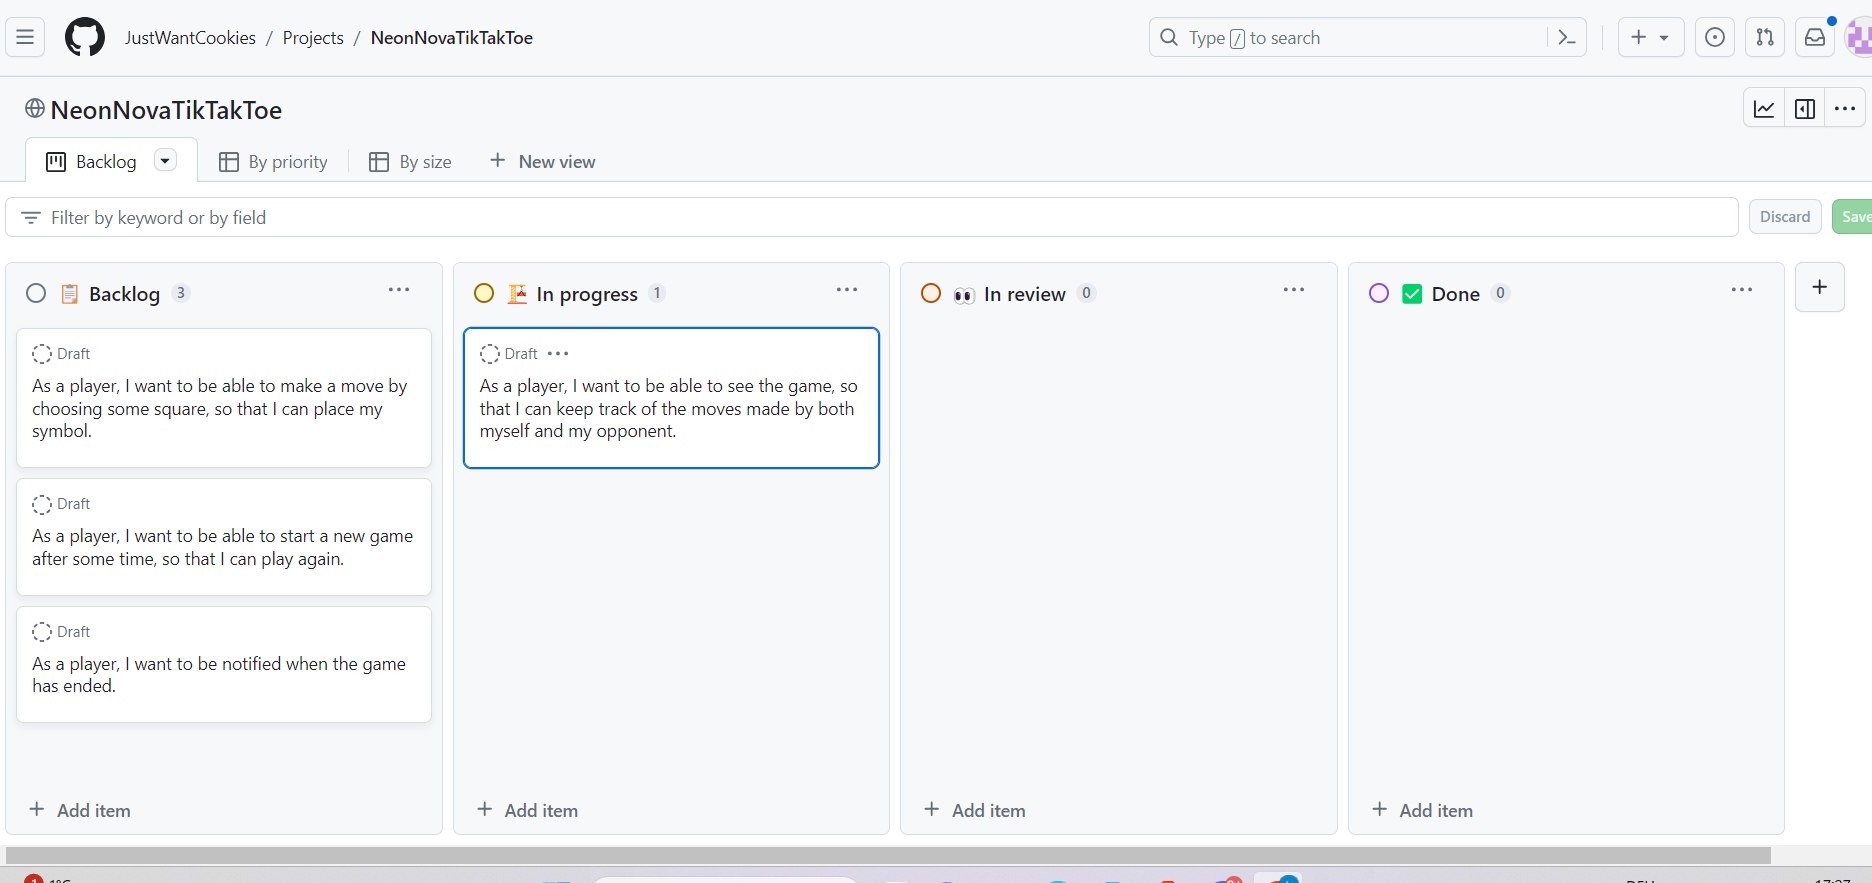 JustWantCookies / Projects / NeonNovaTikTakToe
Type / to search
NeonNovaTikTakToe
Backlog
By priority
By size
New view
Filter by keyword or by field
Discard
Save
Backlog 3
Draft
As a player, I want to be able to make a move by
choosing some square, so that I can place my
symbol.
Draft
As a player, I want to be able to start a new game
after some time, so that I can play again.
Draft
As a player, I want to be notified when the game
has ended.
+ Add item
In progress 1
Draft
As a player, I want to be able to see the game, so
that I can keep track of the moves made by both
myself and my opponent.
+ Add item
In review 0
+ Add item
Done 0
+ Add item